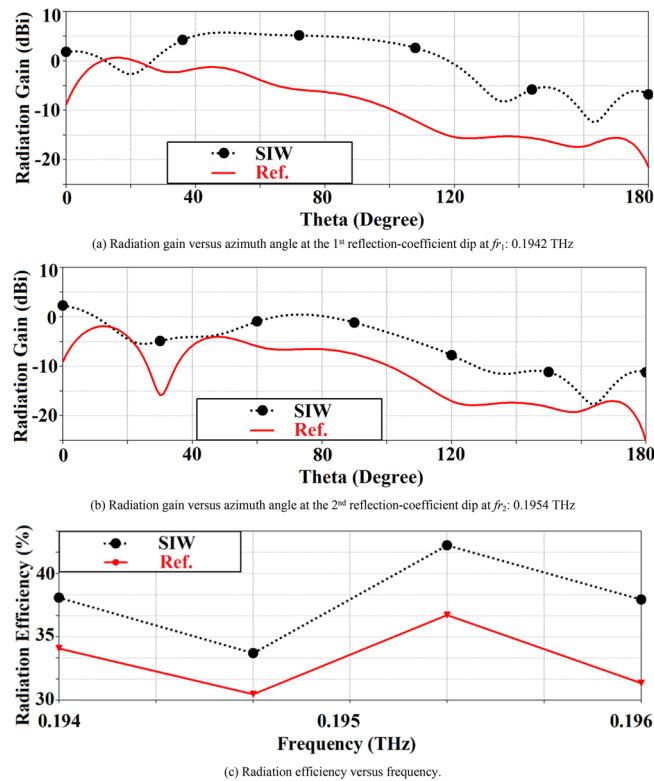 Radiation Gain (dBi)
10
0
-10
-20
SIW
Ref.
0
40
80
120
180
Theta (Degree)
(a) Radiation gain versus azimuth angle at the 1st reflection-coefficient dip at fr1: 0.1942 THz
Radiation Gain (dBi)
10
0
-10
-20
SIW
Ref.
0
40
80
120
180
Theta (Degree)
(b) Radiation gain versus azimuth angle at the 2nd reflection-coefficient dip at fr2: 0.1954 THz
Radiation Efficiency (%)
SIW
Ref.
40
35
30
0.194
0.195
0.196
Frequency (THz)
(c) Radiation efficiency versus frequency.